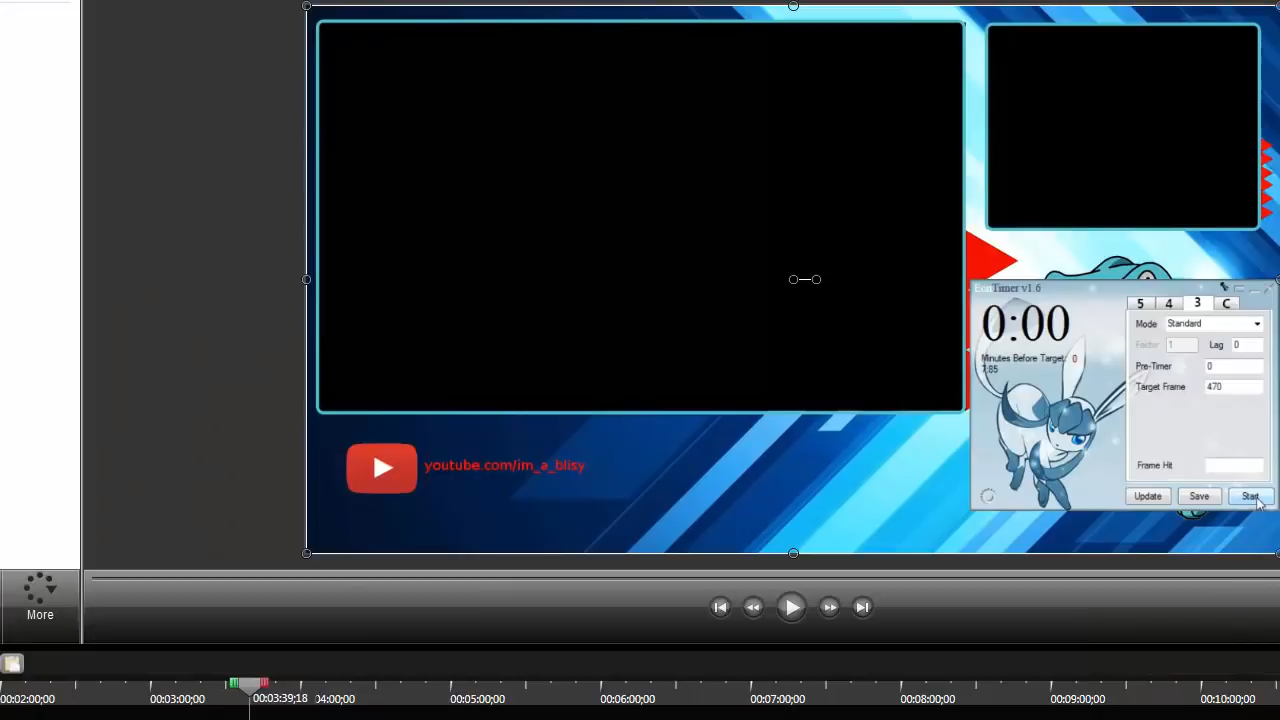 EonTimer v1.6
5 4 3 C
0:00
Mode Standard
Factor 1 Lag 0
Minutes Before Target: 0
7:85
Pre-Timer 0
Target Frame 470
Frame Hit
Update Save Start
youtube.com/im_a_blisy
More
00:02:00;00 00:03:00;00 00:03:39;18 04:00;00 00:05:00;00 00:06:00;00 00:07:00;00 00:08:00;00 00:09:00;00 00:10:00;00